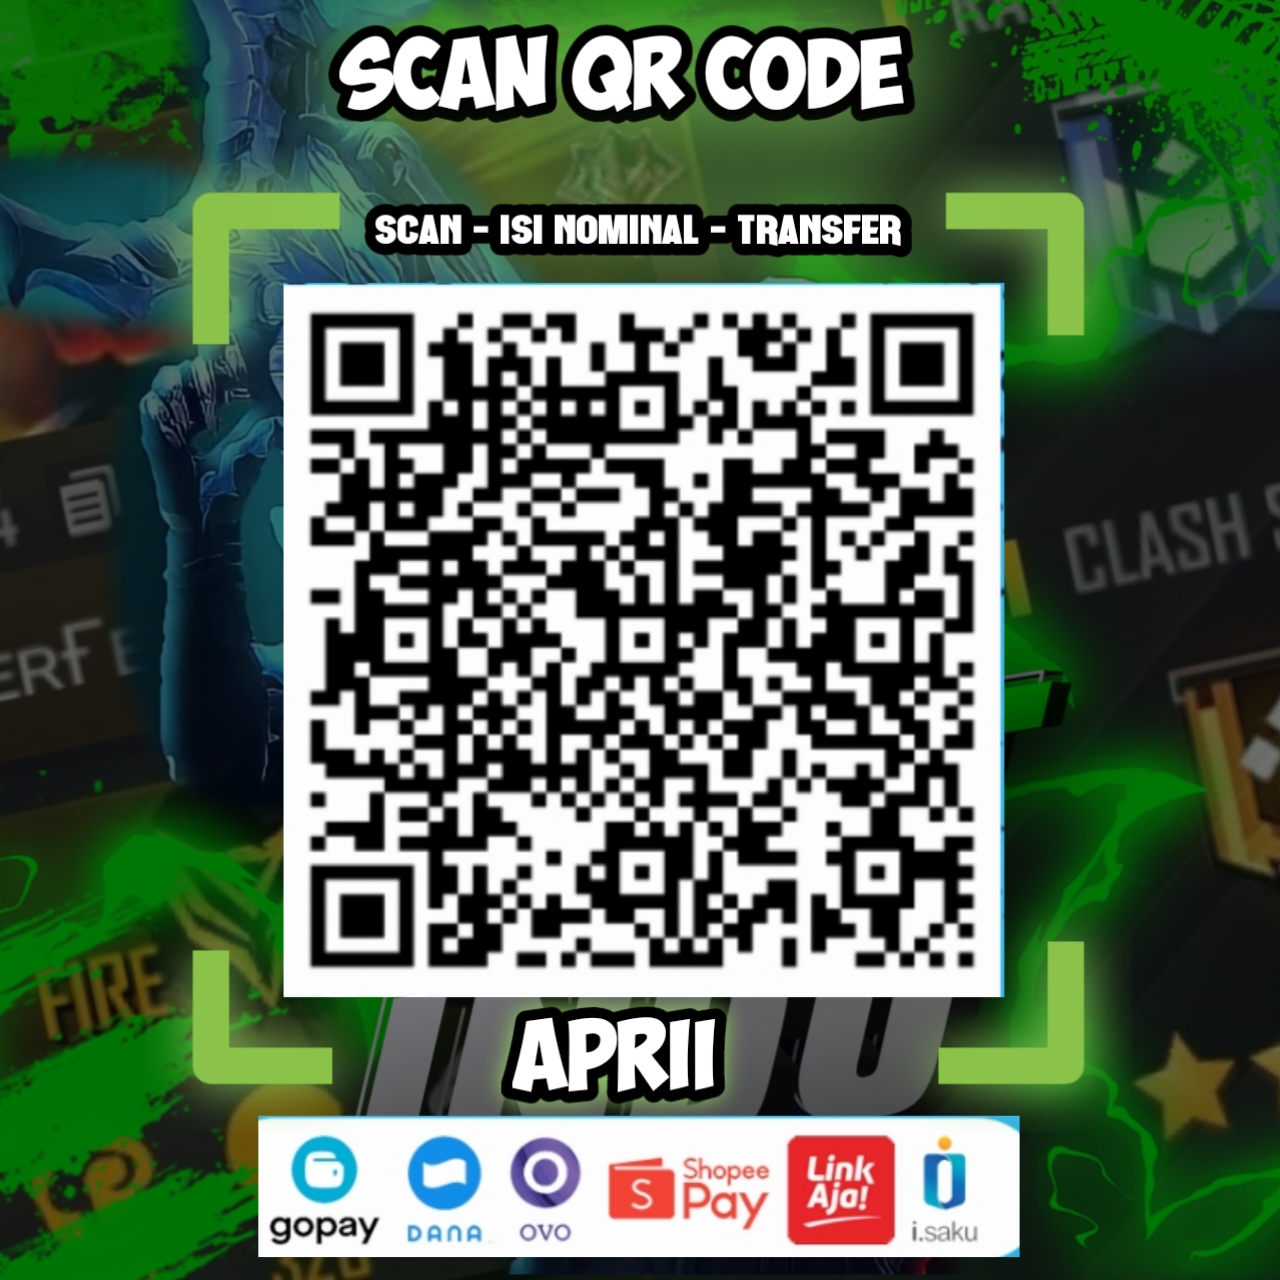 SCAN QR CODE
SCAN - ISI NOMINAL - TRANSFER
CLASH
FIRE
APRII
gopay
DANA
OVO
Shopee
Pay
Link
Aja!
i.saku